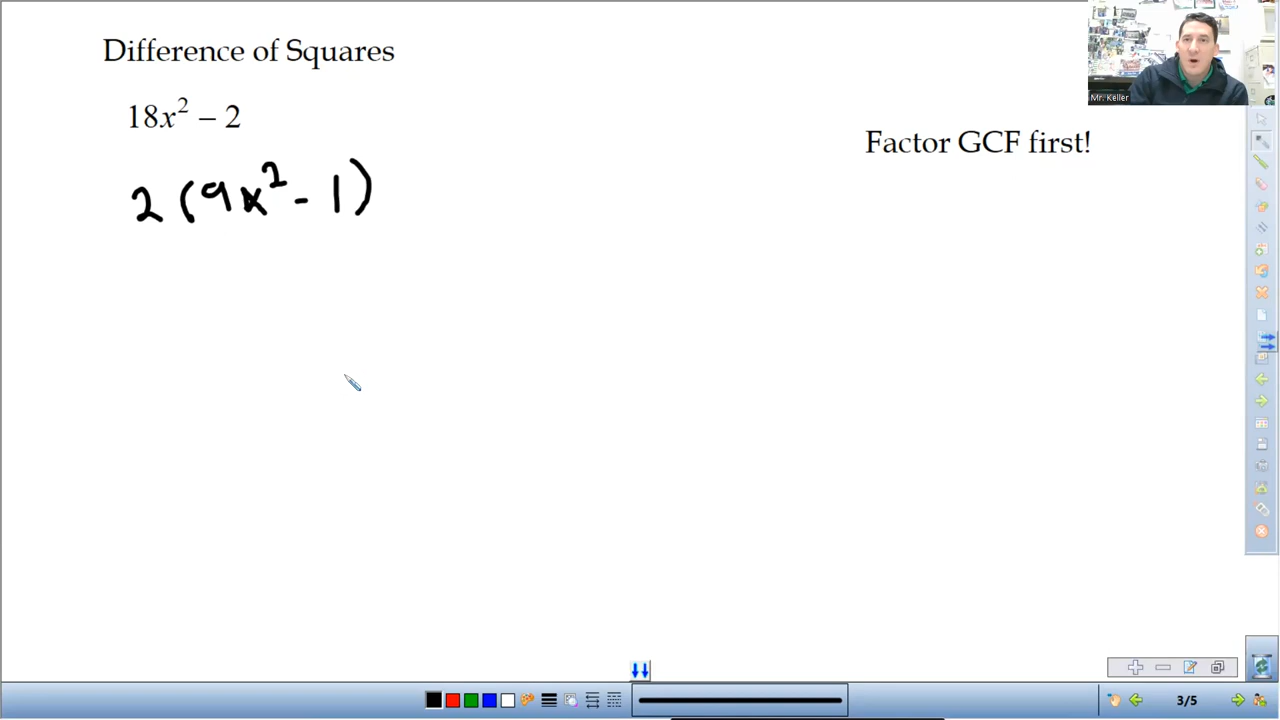 Difference of Squares
18x² – 2
2 (9x² - 1)
Factor GCF first!
Mr. Keller
3/5